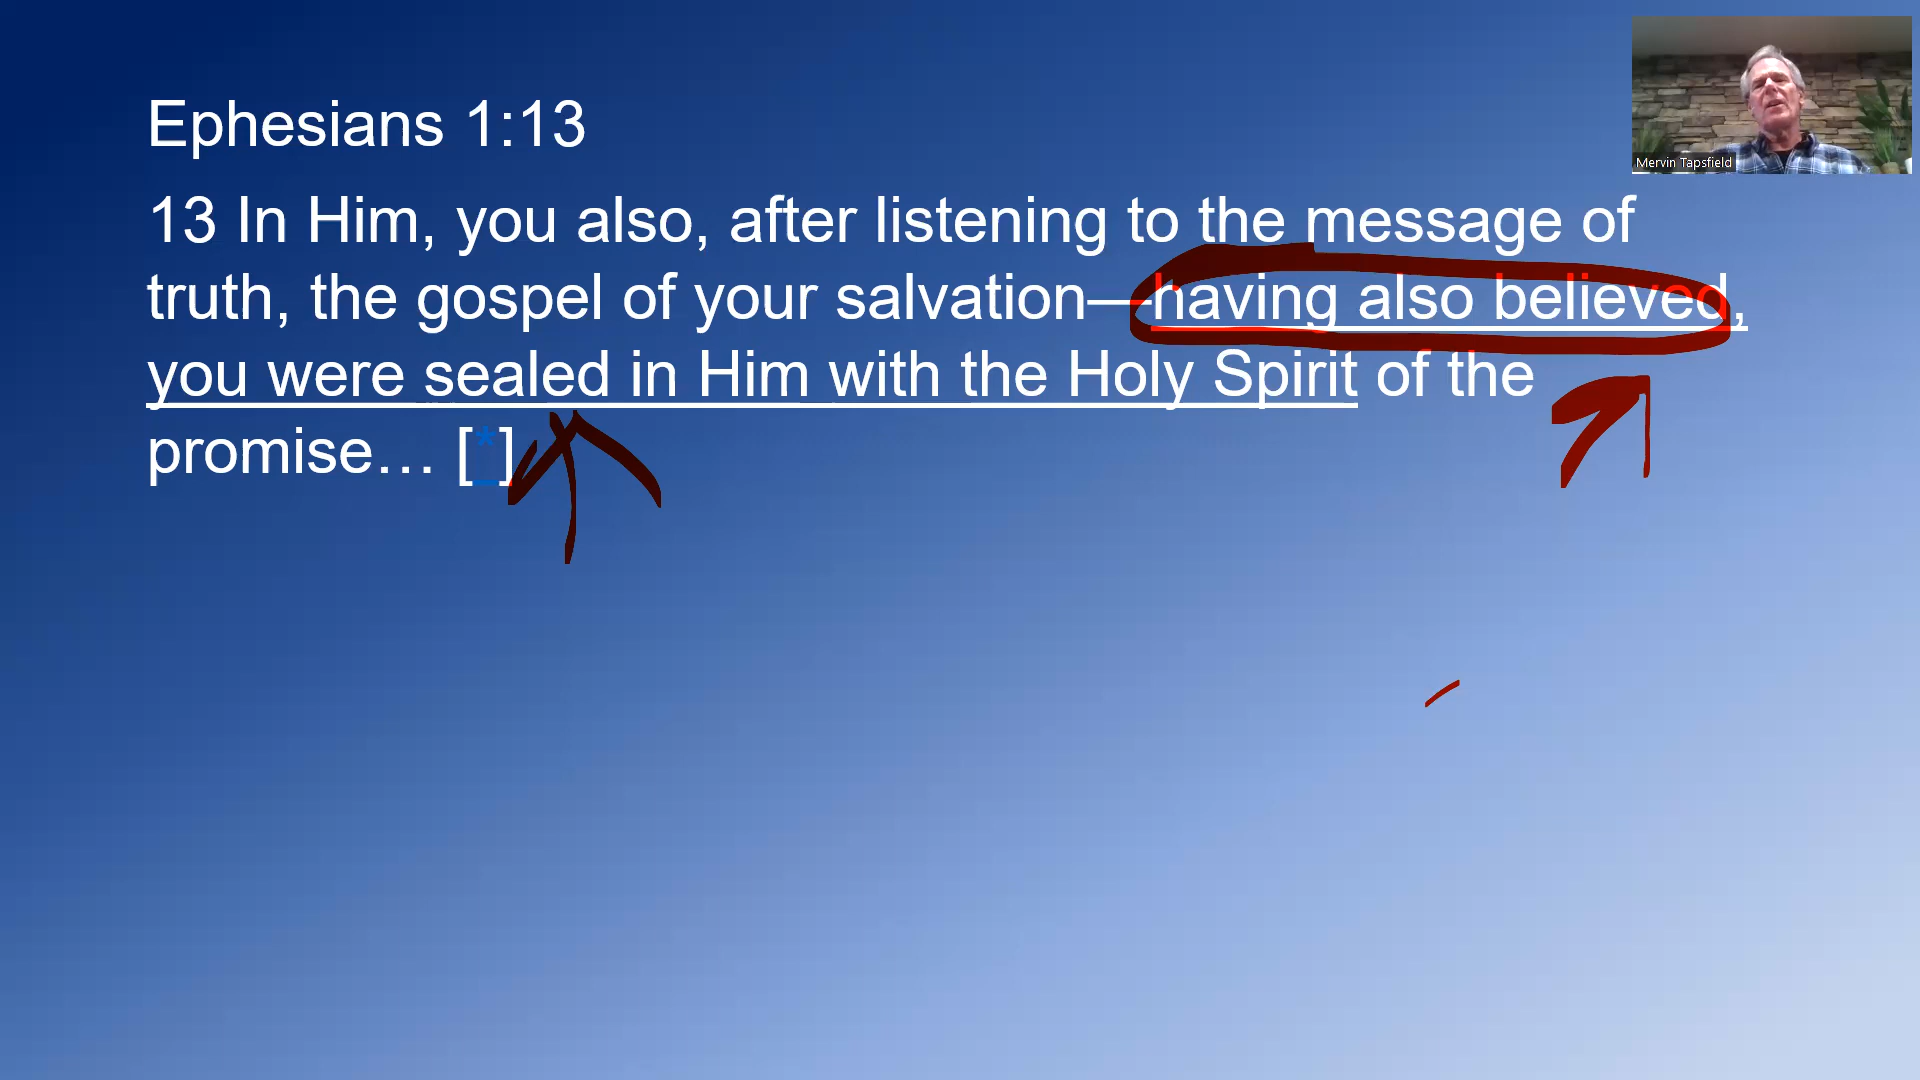 Ephesians 1:13
13 In Him, you also, after listening to the message of
truth, the gospel of your salvation—having also believed,
you were sealed in Him with the Holy Spirit of the
promise… [*]
Mervin Tapsfield